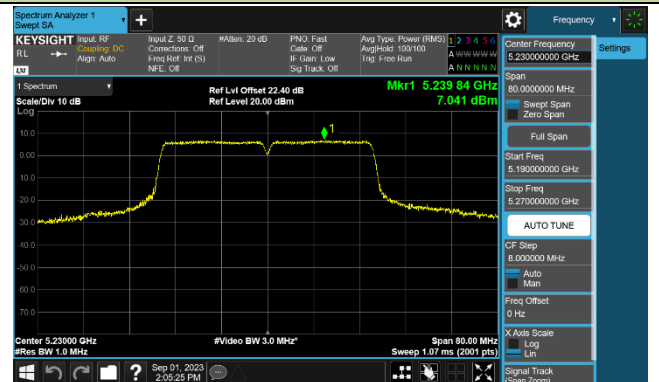 Spectrum Analyzer 1
Swept SA
+
Frequency
KEYSIGHT
Input: RF
RL
Coupling: DC
Align: Auto
LXI
Input Z: 50 Ω
Corrections: Off
Freq Ref: Int (S)
NFE: Off
#Atten: 20 dB
PNO: Fast
Gate: Off
IF Gain: Low
Sig Track: Off
Avg Type: Power (RMS)
Avg|Hold: 100/100
Trig: Free Run
1 2 3 4 5 6
A W W W W W
A N N N N N
1 Spectrum
Scale/Div 10 dB
Log
Ref Lvl Offset 22.40 dB
Ref Level 20.00 dBm
Mkr1 5.239 84 GHz
7.041 dBm
1
10.0
0.00
-10.0
-20.0
-30.0
-40.0
-50.0
-60.0
-70.0
Center 5.23000 GHz
#Res BW 1.0 MHz
#Video BW 3.0 MHz*
Span 80.00 MHz
Sweep 1.07 ms (2001 pts)
Sep 01, 2023
2:05:25 PM
?
Center Frequency
5.230000000 GHz
Settings
Span
80.0000000 MHz
Swept Span
Zero Span
Full Span
Start Freq
5.190000000 GHz
Stop Freq
5.270000000 GHz
AUTO TUNE
CF Step
8.000000 MHz
Auto
Man
Freq Offset
0 Hz
X Axis Scale
Log
Lin
Signal Track
(Span Zoom)